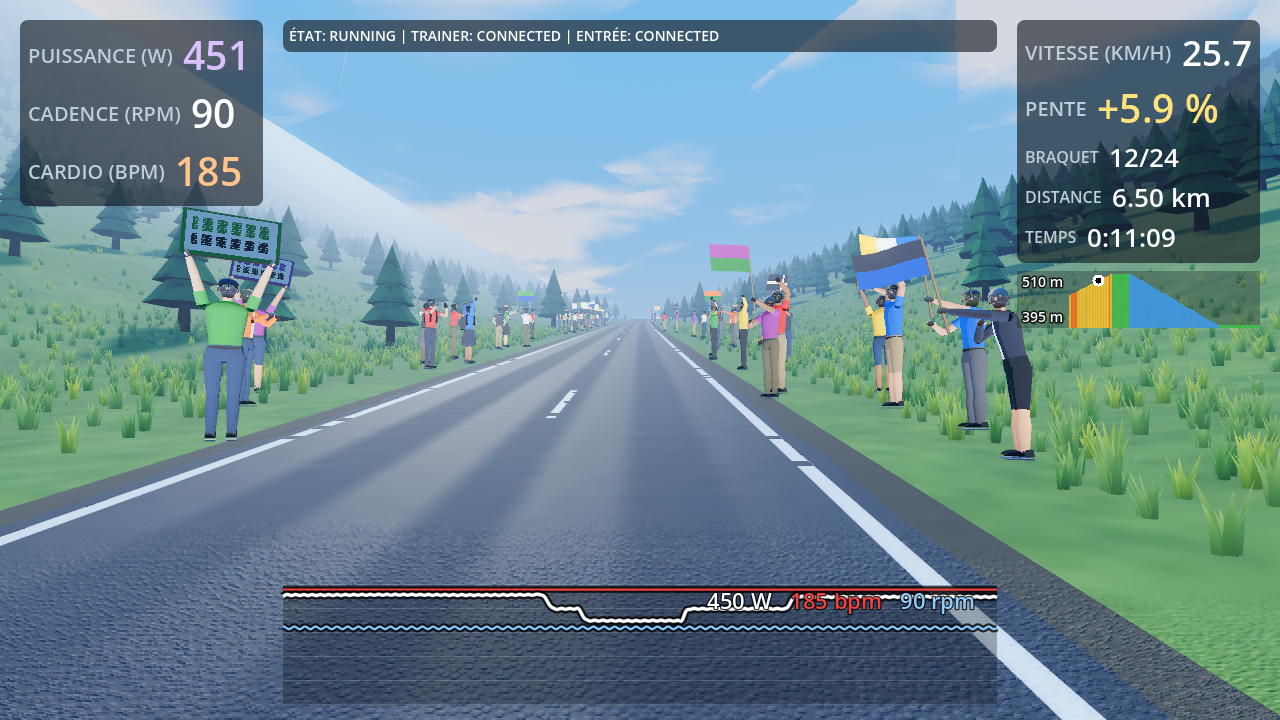 PUISSANCE (W) 451
CADENCE (RPM) 90
CARDIO (BPM) 185
ÉTAT: RUNNING | TRAINER: CONNECTED | ENTRÉE: CONNECTED
VITESSE (KM/H) 25.7
PENTE +5.9 %
BRAQUET 12/24
DISTANCE 6.50 km
TEMPS 0:11:09
510 m
395 m
450 W 185 bpm 90 rpm